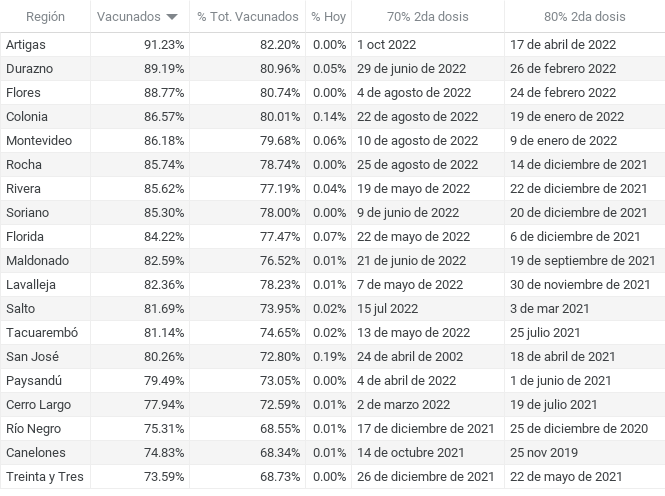 Región Vacunados % Tot. Vacunados % Hoy 70% 2da dosis 80% 2da dosis
Artigas 91.23% 82.20% 0.00% 1 oct 2022 17 de abril de 2022
Durazno 89.19% 80.96% 0.05% 29 de junio de 2022 26 de febrero 2022
Flores 88.77% 80.74% 0.00% 4 de agosto de 2022 24 de febrero 2022
Colonia 86.57% 80.01% 0.14% 22 de agosto de 2022 19 de enero de 2022
Montevideo 86.18% 79.68% 0.06% 10 de agosto de 2022 9 de enero de 2022
Rocha 85.74% 78.74% 0.00% 25 de agosto de 2022 14 de diciembre de 2021
Rivera 85.62% 77.19% 0.04% 19 de mayo de 2022 22 de diciembre de 2021
Soriano 85.30% 78.00% 0.00% 9 de junio de 2022 20 de diciembre de 2021
Florida 84.22% 77.47% 0.07% 22 de mayo de 2022 6 de diciembre de 2021
Maldonado 82.59% 76.52% 0.01% 21 de junio de 2022 19 de septiembre de 2021
Lavalleja 82.36% 78.23% 0.01% 7 de mayo de 2022 30 de noviembre de 2021
Salto 81.69% 73.95% 0.02% 15 jul 2022 3 de mar 2021
Tacuarembó 81.14% 74.65% 0.02% 13 de mayo de 2022 25 julio 2021
San José 80.26% 72.80% 0.19% 24 de abril de 2002 18 de abril de 2021
Paysandú 79.49% 73.05% 0.00% 4 de abril de 2022 1 de junio de 2021
Cerro Largo 77.94% 72.59% 0.01% 2 de marzo 2022 19 de julio 2021
Río Negro 75.31% 68.55% 0.01% 17 de diciembre de 2021 25 de diciembre de 2020
Canelones 74.83% 68.34% 0.01% 14 de octubre 2021 25 nov 2019
Treinta y Tres 73.59% 68.73% 0.00% 26 de diciembre de 2021 22 de mayo de 2021